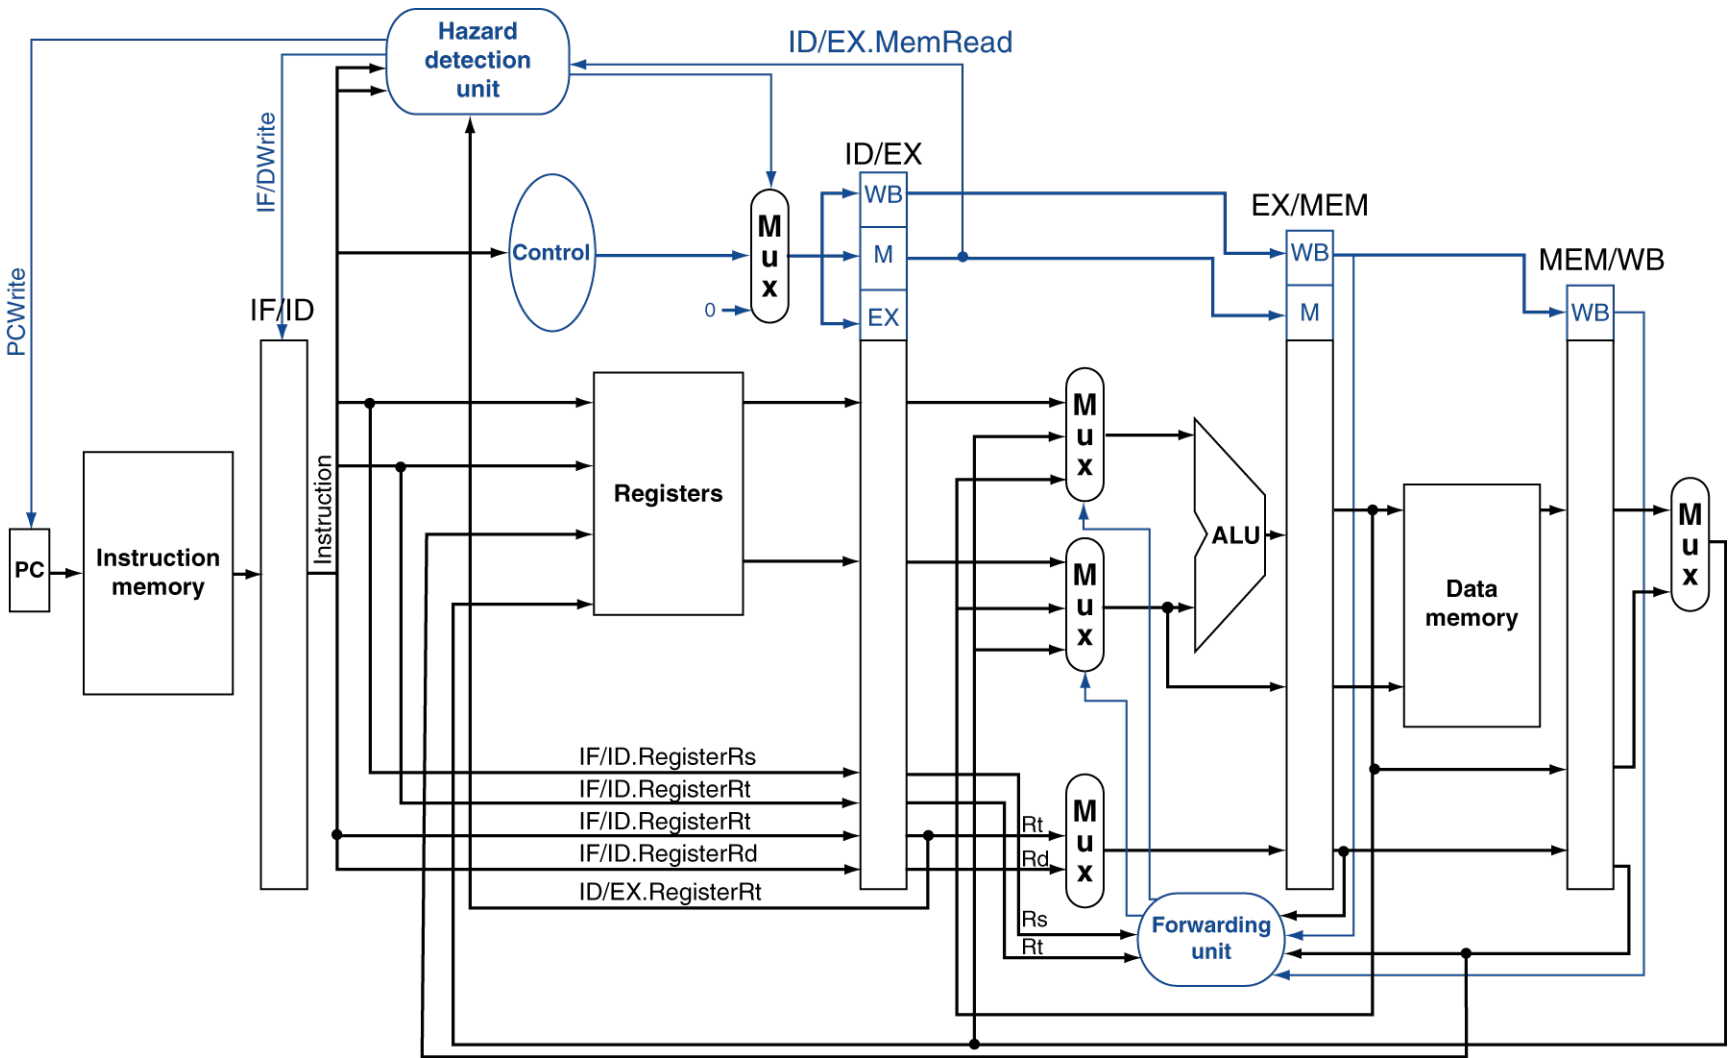 Hazard
detection
unit
ID/EX.MemRead
IF/DWrite
PCWrite
ID/EX
WB
M
EX
Control
M
u
x
0
EX/MEM
WB
M
MEM/WB
WB
IF/ID
Instruction
PC
Instruction
memory
Registers
M
u
x
M
u
x
ALU
Data
memory
M
u
x
IF/ID.RegisterRs
IF/ID.RegisterRt
IF/ID.RegisterRt
IF/ID.RegisterRd
ID/EX.RegisterRt
Rt
Rd
M
u
x
Rs
Rt
Forwarding
unit